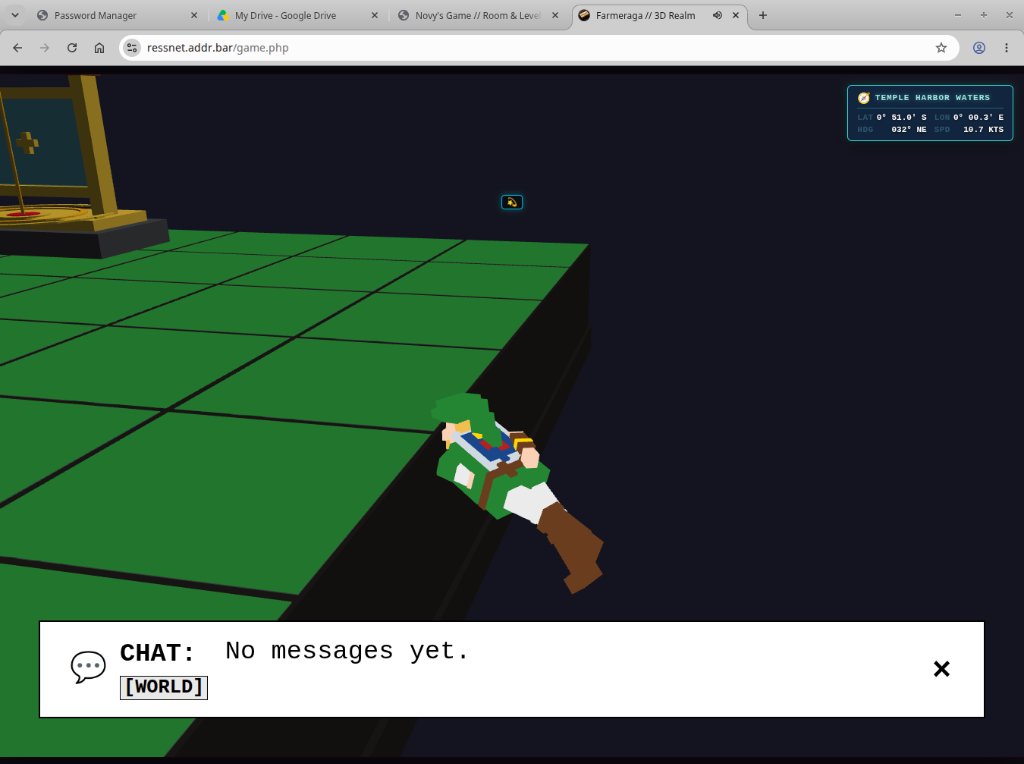 Password Manager
My Drive - Google Drive
Novy's Game // Room & Level
Farmeraga // 3D Realm
ressnet.addr.bar/game.php
TEMPLE HARBOR WATERS
LAT 0° 51.0' S LON 0° 00.3' E
HDG 032° NE SPD 10.7 KTS
CHAT: No messages yet.
[WORLD]